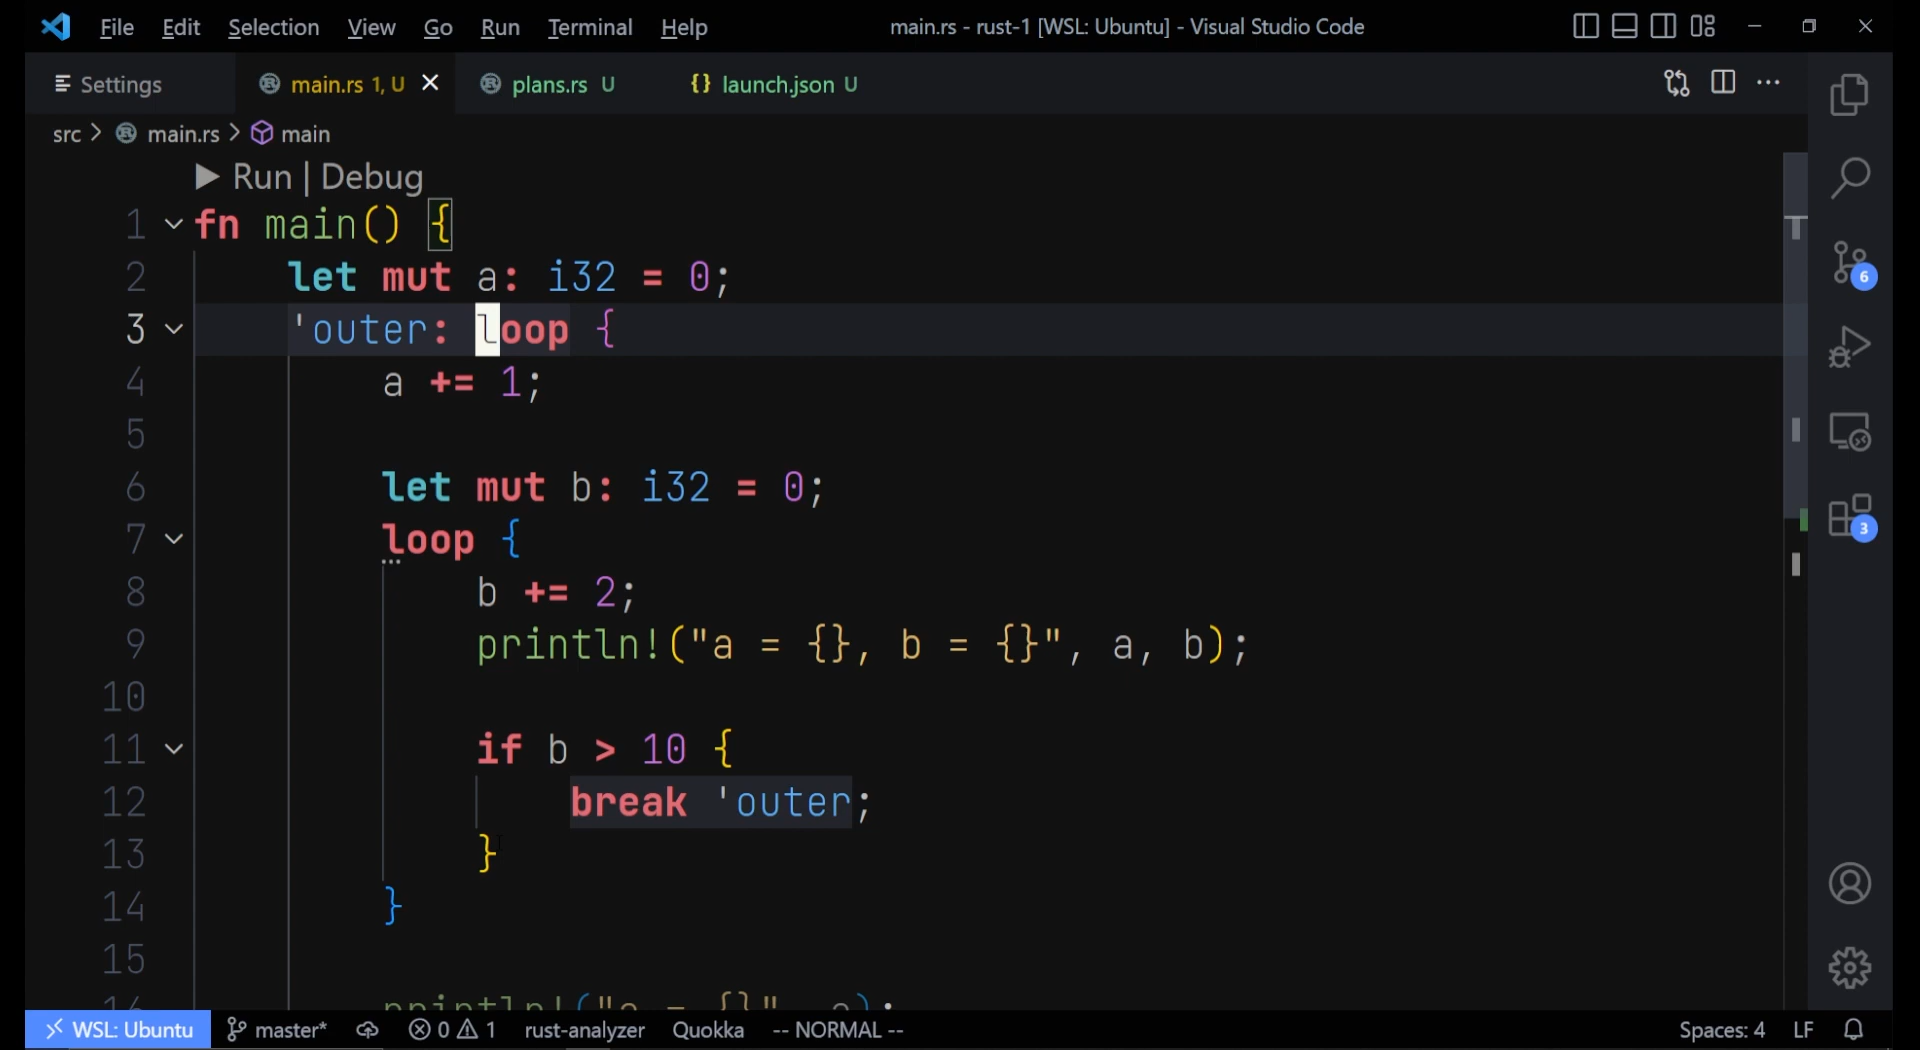 File Edit Selection View Go Run Terminal Help main.rs - rust-1 [WSL: Ubuntu] - Visual Studio Code
Settings main.rs 1, U plans.rs U {} launch.json U
src > main.rs > main
Run | Debug
1 fn main() {
2 let mut a: i32 = 0;
3 'outer: loop {
4 a += 1;
5
6 let mut b: i32 = 0;
7 loop {
8 b += 2;
9 println!("a = {}, b = {}", a, b);
10
11 if b > 10 {
12 break 'outer;
13 }
14 }
15
16 println!("a = {}", a);
WSL: Ubuntu master* 0 1 rust-analyzer Quokka -- NORMAL -- Spaces: 4 LF
6
3